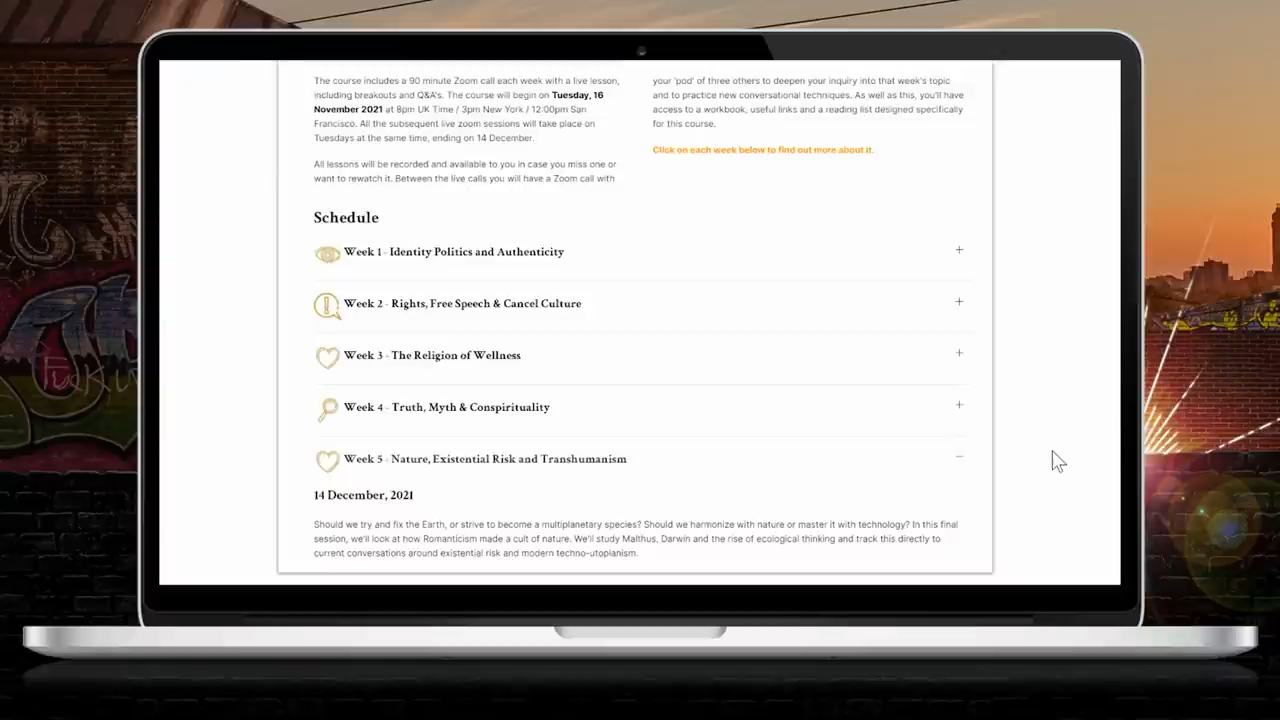 The course includes a 90 minute Zoom call each week with a live lesson,
including breakouts and Q&A's. The course will begin on Tuesday, 16
November 2021 at 8pm UK Time / 3pm New York / 12:00pm San
Francisco. All the subsequent live zoom sessions will take place on
Tuesdays at the same time, ending on 14 December.
All lessons will be recorded and available to you in case you miss one or
want to rewatch it. Between the live calls you will have a Zoom call with
your 'pod' of three others to deepen your inquiry into that week's topic
and to practice new conversational techniques. As well as this, you'll have
access to a workbook, useful links and a reading list designed specifically
for this course.
Click on each week below to find out more about it.
Schedule
Week 1 - Identity Politics and Authenticity
Week 2 - Rights, Free Speech & Cancel Culture
Week 3 - The Religion of Wellness
Week 4 - Truth, Myth & Conspirituality
Week 5 - Nature, Existential Risk and Transhumanism
14 December, 2021
Should we try and fix the Earth, or strive to become a multiplanetary species? Should we harmonize with nature or master it with technology? In this final
session, we'll look at how Romanticism made a cult of nature. We'll study Malthus, Darwin and the rise of ecological thinking and track this directly to
current conversations around existential risk and modern techno-utopianism.